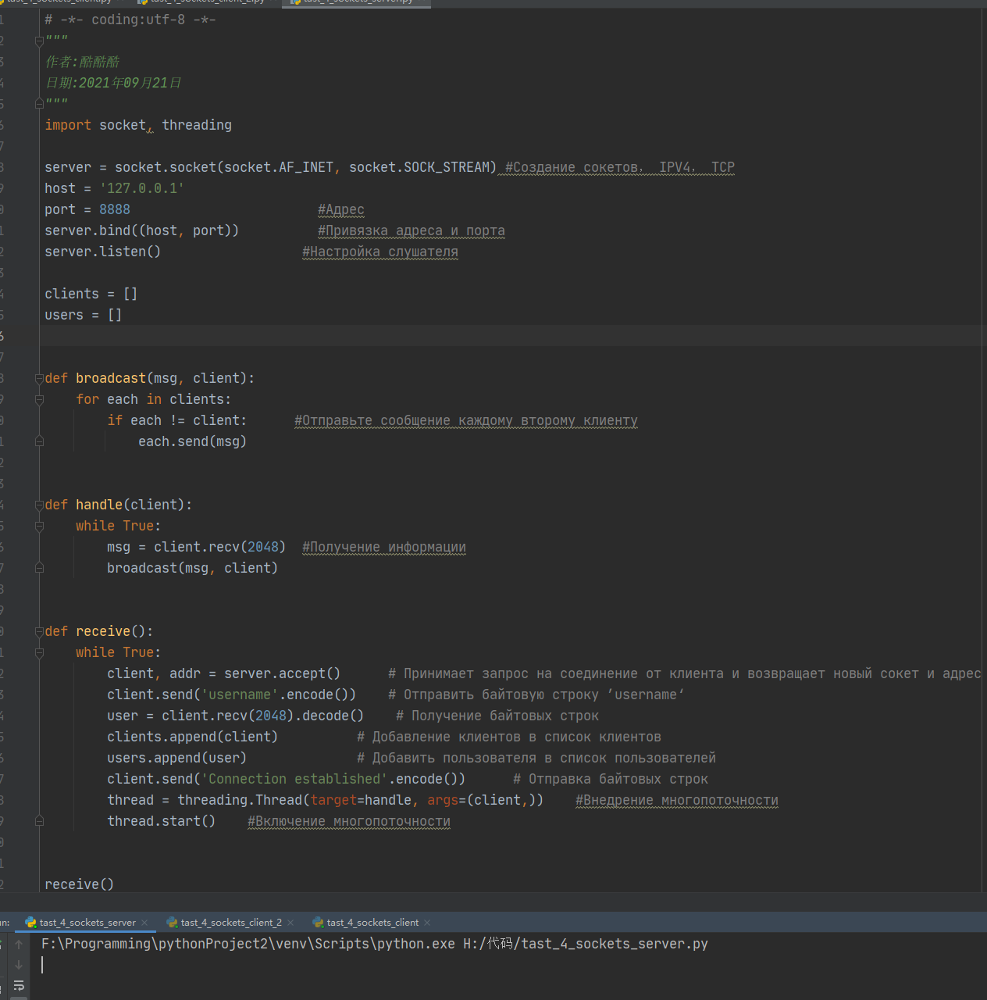 tast_4_sockets_client.py tast_4_sockets_client_2.py tast_4_sockets_server.py
# -*- coding:utf-8 -*-
"""
作者:酷酷酷
日期:2021年09月21日
"""
import socket, threading
server = socket.socket(socket.AF_INET, socket.SOCK_STREAM) #Создание сокетов， IPV4， TCP
host = '127.0.0.1'
port = 8888 #Адрес
server.bind((host, port)) #Привязка адреса и порта
server.listen() #Настройка слушателя
clients = []
users = []
def broadcast(msg, client):
for each in clients:
if each != client: #Отправьте сообщение каждому второму клиенту
each.send(msg)
def handle(client):
while True:
msg = client.recv(2048) #Получение информации
broadcast(msg, client)
def receive():
while True:
client, addr = server.accept() # Принимает запрос на соединение от клиента и возвращает новый сокет и адрес
client.send('username'.encode()) # Отправить байтовую строку ’username‘
user = client.recv(2048).decode() # Получение байтовых строк
clients.append(client) # Добавление клиентов в список клиентов
users.append(user) # Добавить пользователя в список пользователей
client.send('Connection established'.encode()) # Отправка байтовых строк
thread = threading.Thread(target=handle, args=(client,)) #Внедрение многопоточности
thread.start() #Включение многопоточности
receive()
tast_4_sockets_server tast_4_sockets_client_2 tast_4_sockets_client
F:\Programming\pythonProject2\venv\Scripts\python.exe H:/代码/tast_4_sockets_server.py